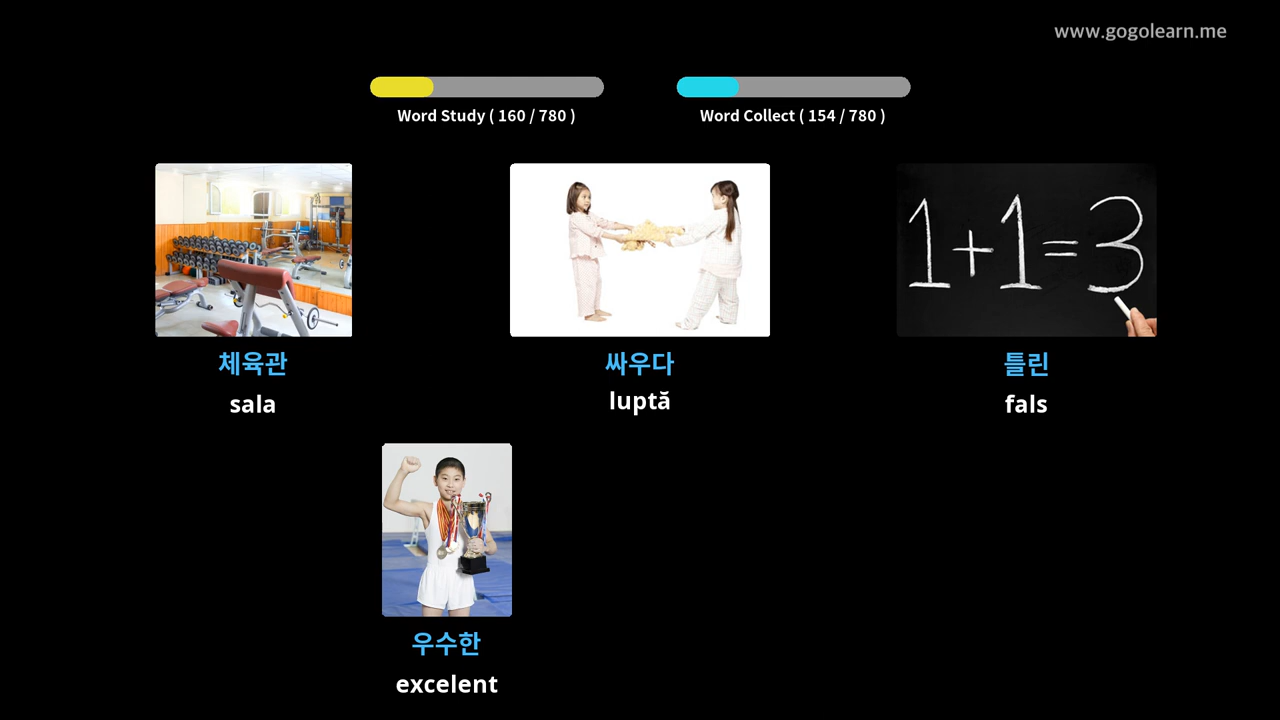 www.gogolearn.me
Word Study ( 160 / 780 )
Word Collect ( 154 / 780 )
1+1=3
체육관
sala
싸우다
luptă
틀린
fals
우수한
excelent